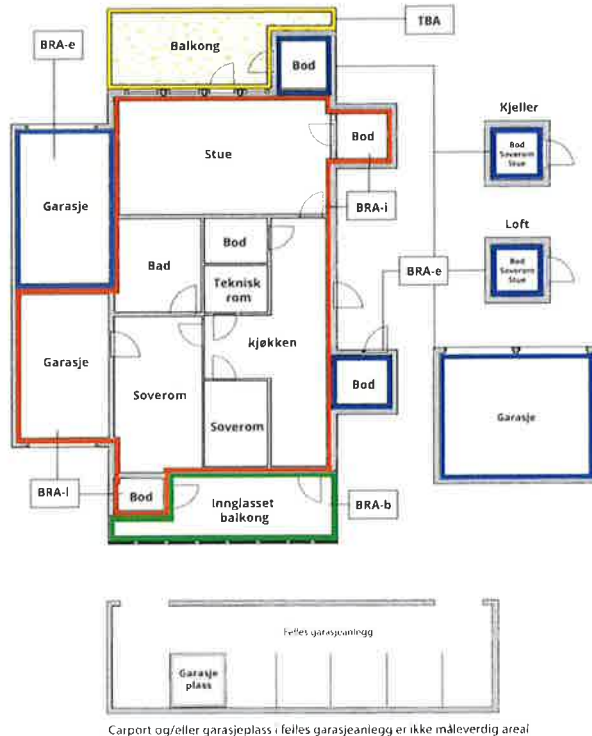 TBA
BRA-e
Balkong
Bod
Kjeller
Bod
Soverom
Stue
Stue
Bod
Garasje
BRA-i
Loft
Bod
Bad
Teknisk
rom
BRA-e
Bod
Soverom
Stue
Garasje
kjøkken
Bod
Garasje
Soverom
Soverom
BRA-I
Bod
Innglasset
balkong
BRA-b
Felles garasjeanlegg
Garasje
plass
Carport og/eller garasjeplass i felles garasjeanlegg er ikke måleverdig areal